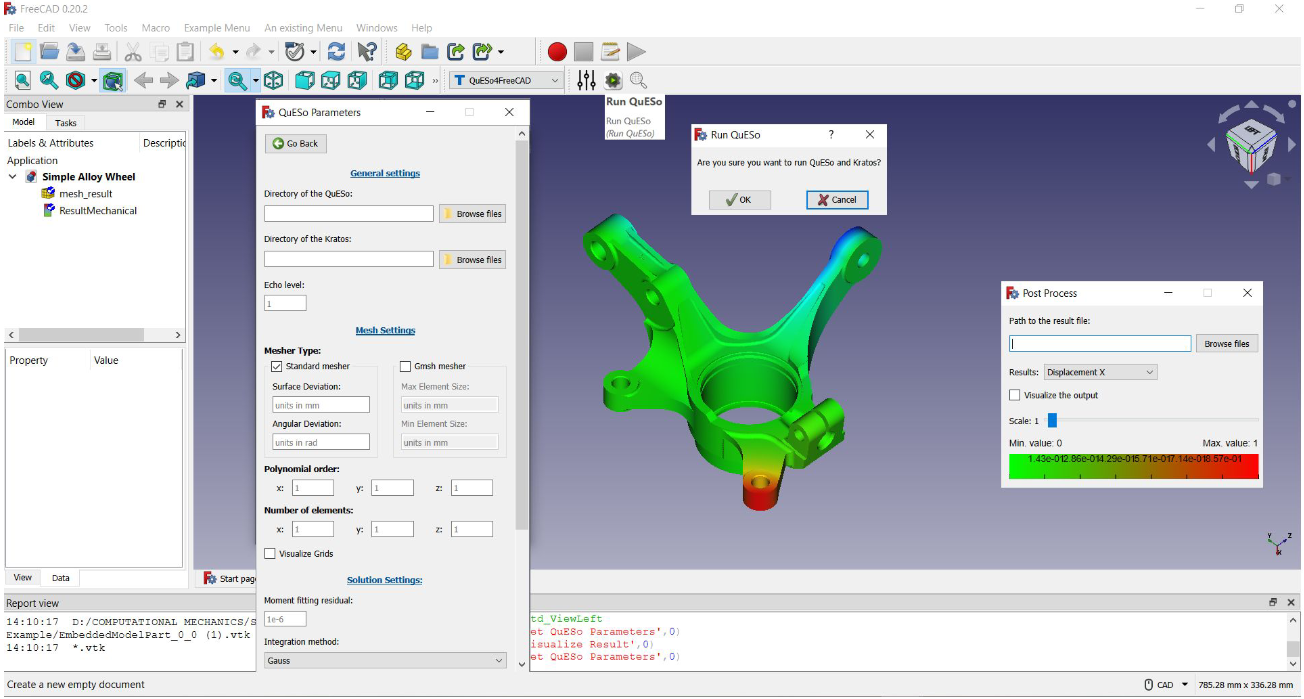 FreeCAD 0.20.2
File Edit View Tools Macro Example Menu An existing Menu Windows Help
QuESo4FreeCAD
Combo View
Model Tasks
Labels & Attributes Descriptic
Application
Simple Alloy Wheel
mesh_result
ResultMechanical
Property Value
View Data
QuESo Parameters
Go Back
General settings
Directory of the QuESo:
Browse files
Directory of the Kratos:
Browse files
Echo level:
1
Mesh Settings
Mesher Type:
Standard mesher Gmsh mesher
Surface Deviation: Max Element Size:
units in mm units in mm
Angular Deviation: Min Element Size:
units in rad units in mm
Polynomial order:
x: 1 y: 1 z: 1
Number of elements:
x: 1 y: 1 z: 1
Visualize Grids
Solution Settings:
Moment fitting residual:
1e-6
Integration method:
Gauss
Run QuESo
Run QuESo
(Run QuESo)
Run QuESo ?
Are you sure you want to run QuESo and Kratos?
OK Cancel
LEFT
Post Process
Path to the result file:
Browse files
Results: Displacement X
Visualize the output
Scale: 1
Min. value: 0 Max. value: 1
1.43e-012.86e-014.29e-015.71e-017.14e-018.57e-01
Y Z
X
Start page
Report view
14:10:17 D:/COMPUTATIONAL MECHANICS/S
Example/EmbeddedModelPart_0_0 (1).vtk
14:10:17 *.vtk
td_ViewLeft
et QuESo Parameters',0)
isualize Result',0)
et QuESo Parameters',0)
Create a new empty document
CAD 785.28 mm x 336.28 mm